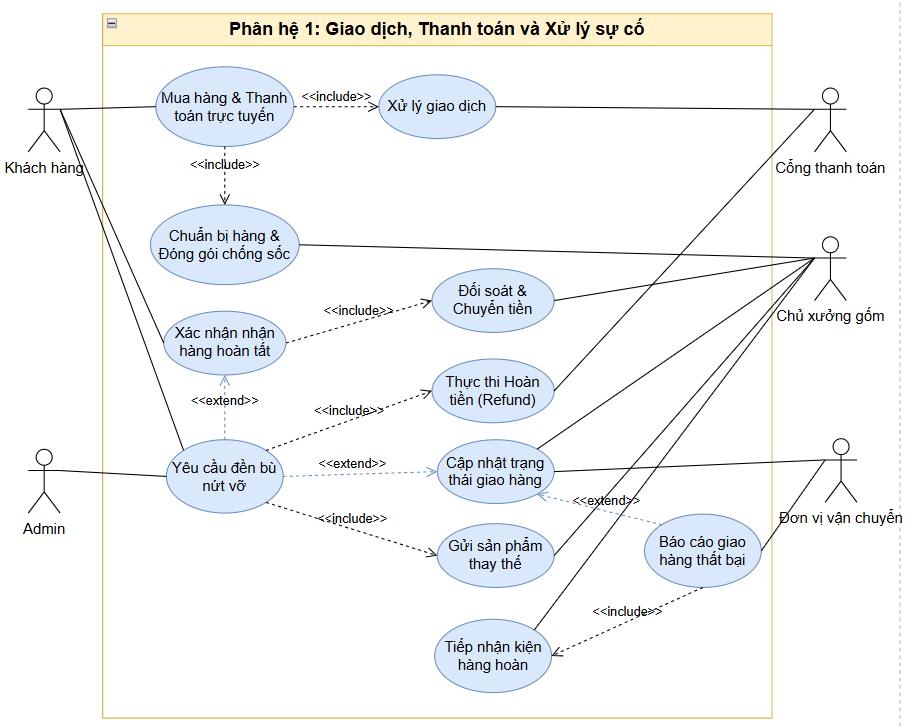 Phân hệ 1: Giao dịch, Thanh toán và Xử lý sự cố
Mua hàng & Thanh
toán trực tuyến
<<include>>
Xử lý giao dịch
Khách hàng
Cổng thanh toán
<<include>>
Chuẩn bị hàng &
Đóng gói chống sốc
Đối soát &
Chuyển tiền
<<include>>
Chủ xưởng gốm
Xác nhận nhận
hàng hoàn tất
<<extend>>
<<include>>
Thực thi Hoàn
tiền (Refund)
Yêu cầu đền bù
nứt vỡ
<<extend>>
Cập nhật trạng
thái giao hàng
Admin
<<include>>
<<extend>>
Đơn vị vận chuyển
Gửi sản phẩm
thay thế
Báo cáo giao
hàng thất bại
<<include>>
Tiếp nhận kiện
hàng hoàn